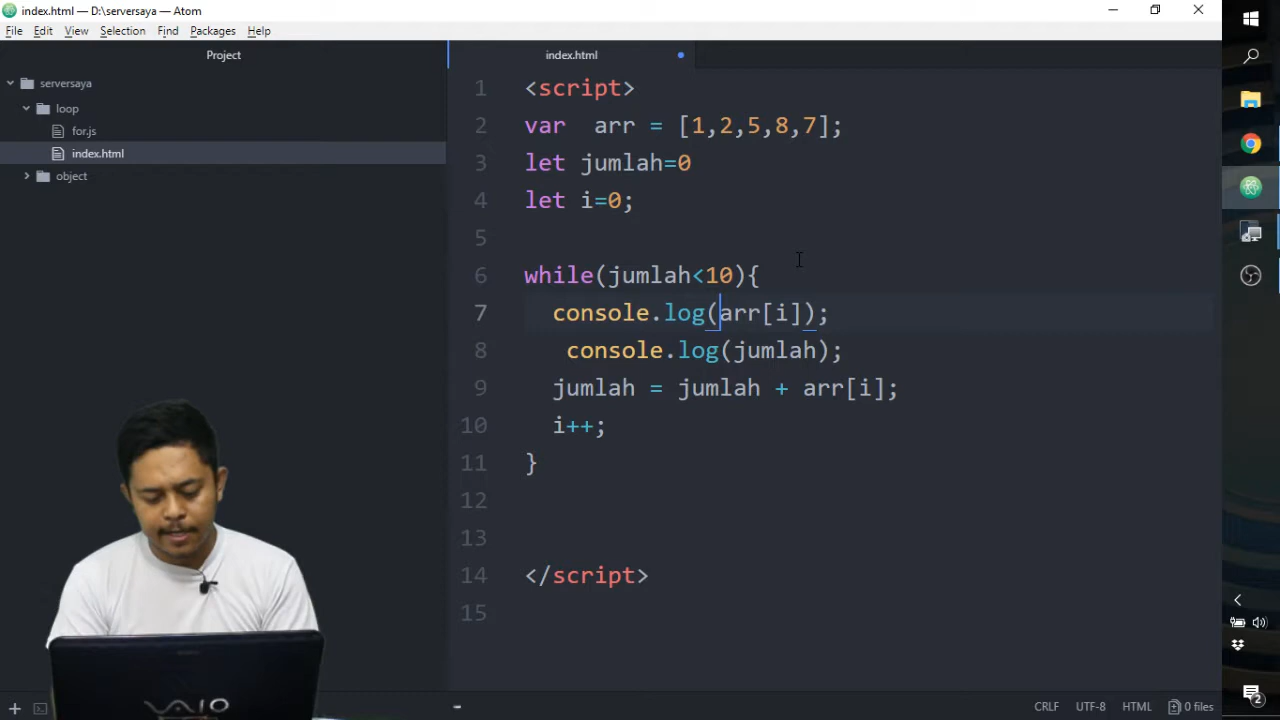 index.html — D:\serversaya — Atom
File Edit View Selection Find Packages Help
Project
index.html
serversaya
loop
for.js
index.html
object
1 <script>
2 var  arr = [1,2,5,8,7];
3 let jumlah=0
4 let i=0;
5
6 while(jumlah<10){
7   console.log(arr[i]);
8    console.log(jumlah);
9   jumlah = jumlah + arr[i];
10   i++;
11 }
12
13
14 </script>
15
VAIO
CRLF UTF-8 HTML 0 files
2